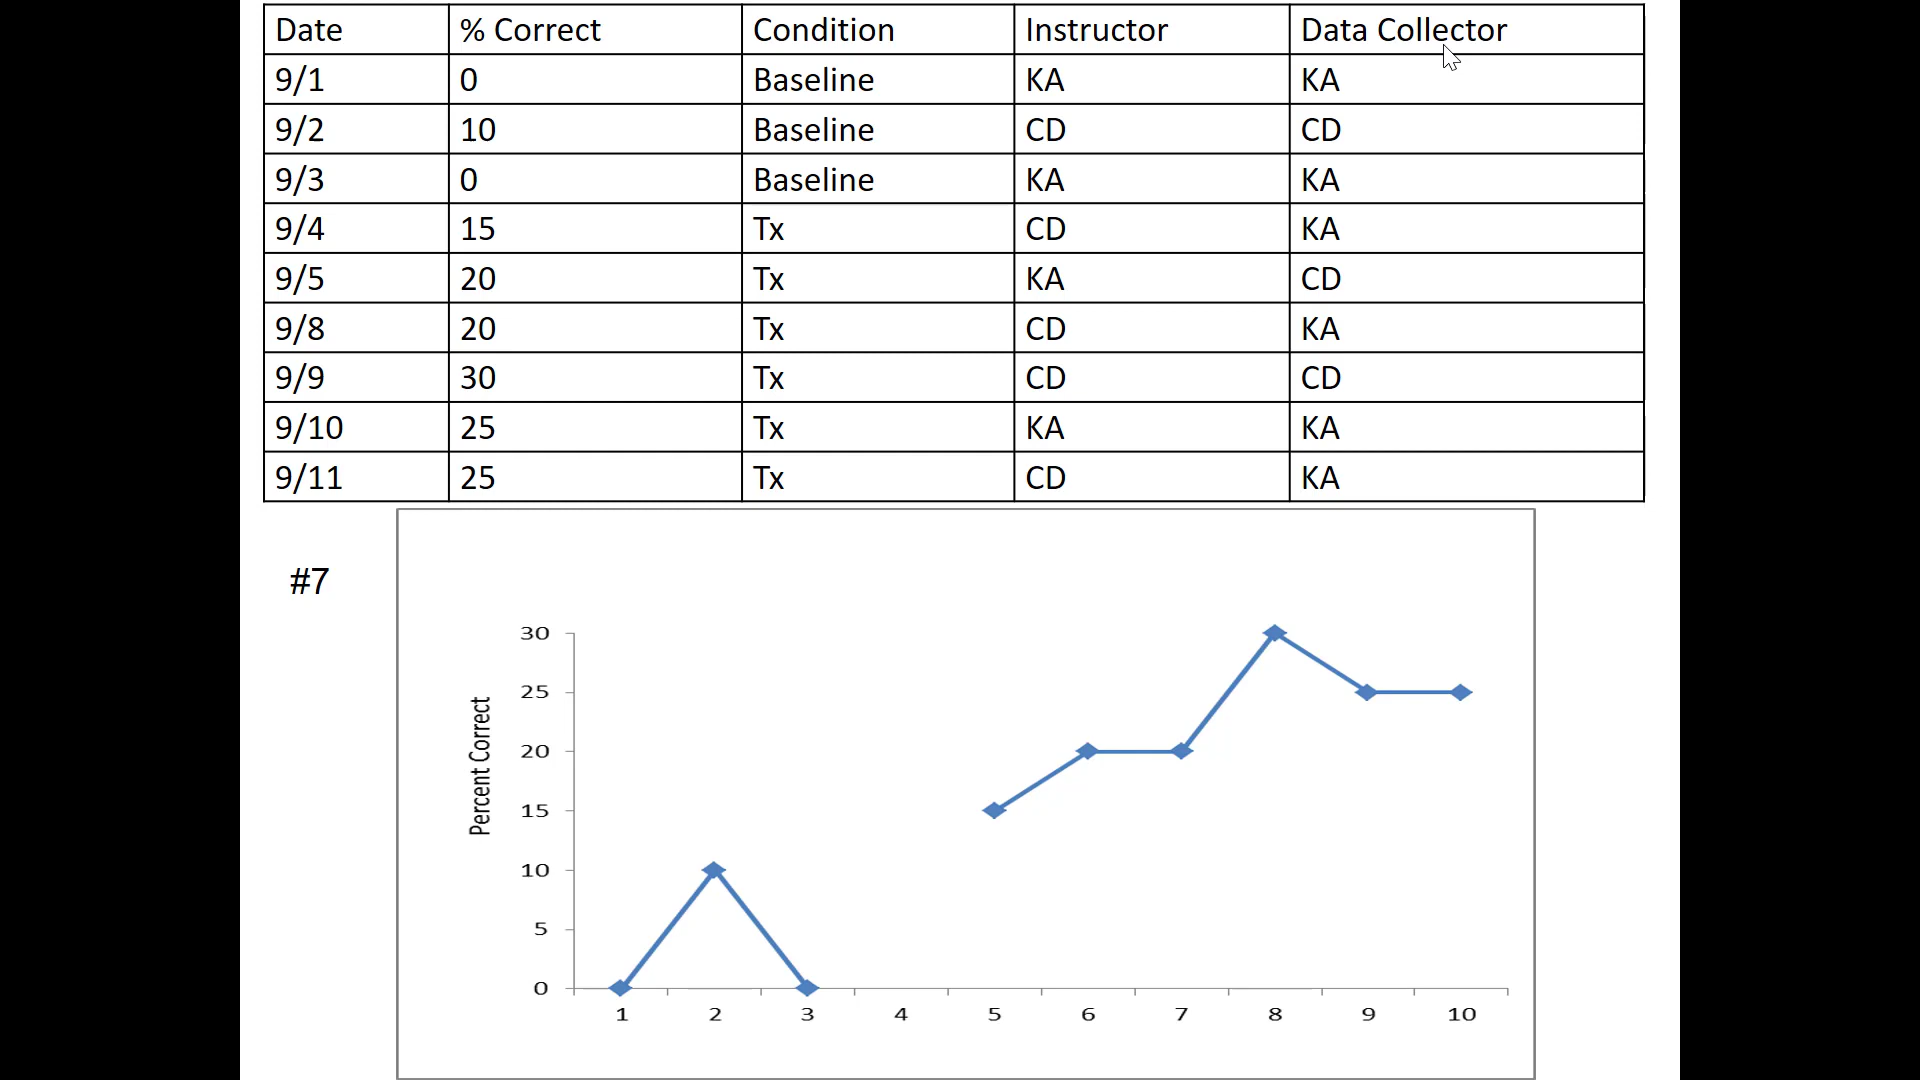 Date % Correct Condition Instructor Data Collector
9/1 0 Baseline KA KA
9/2 10 Baseline CD CD
9/3 0 Baseline KA KA
9/4 15 Tx CD KA
9/5 20 Tx KA CD
9/8 20 Tx CD KA
9/9 30 Tx CD CD
9/10 25 Tx KA KA
9/11 25 Tx CD KA
#7
Percent Correct
30
25
20
15
10
5
0
1 2 3 4 5 6 7 8 9 10